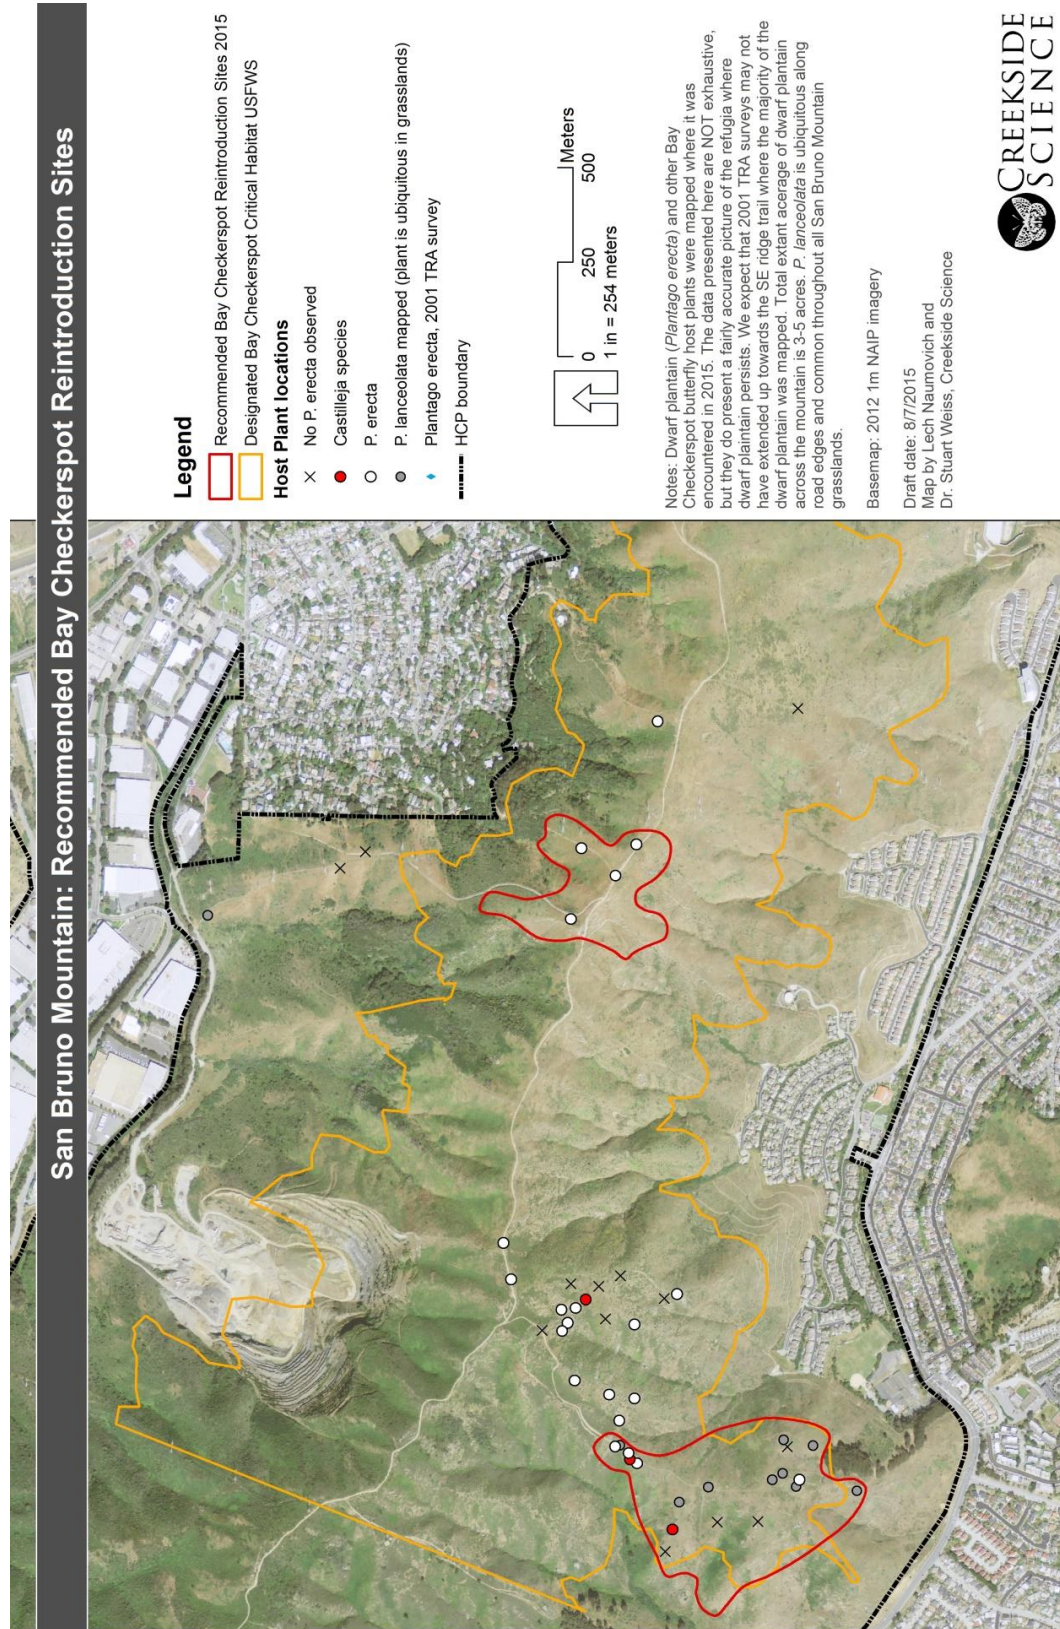 San Bruno Mountain: Recommended Bay Checkerspot Reintroduction Sites
Legend
Recommended Bay Checkerspot Reintroduction Sites 2015
Designated Bay Checkerspot Critical Habitat USFWS
Host Plant locations
No P. erecta observed
Castilleja species
P. erecta
P. lanceolata mapped (plant is ubiquitous in grasslands)
Plantago erecta, 2001 TRA survey
HCP boundary
0 250 500
Meters
1 in = 254 meters
Notes: Dwarf plantain (Plantago erecta) and other Bay
Checkerspot butterfly host plants were mapped where it was
encountered in 2015. The data presented here are NOT exhaustive,
but they do present a fairly accurate picture of the refugia where
dwarf plaintain persists. We expect that 2001 TRA surveys may not
have extended up towards the SE ridge trail where the majority of the
dwarf plantain was mapped. Total extant acerage of dwarf plantain
across the mountain is 3-5 acres. P. lanceolata is ubiquitous along
road edges and common throughout all San Bruno Mountain
grasslands.
Basemap: 2012 1m NAIP imagery
Draft date: 8/7/2015
Map by Lech Naumovich and
Dr. Stuart Weiss, Creekside Science
CREEKSIDE
SCIENCE